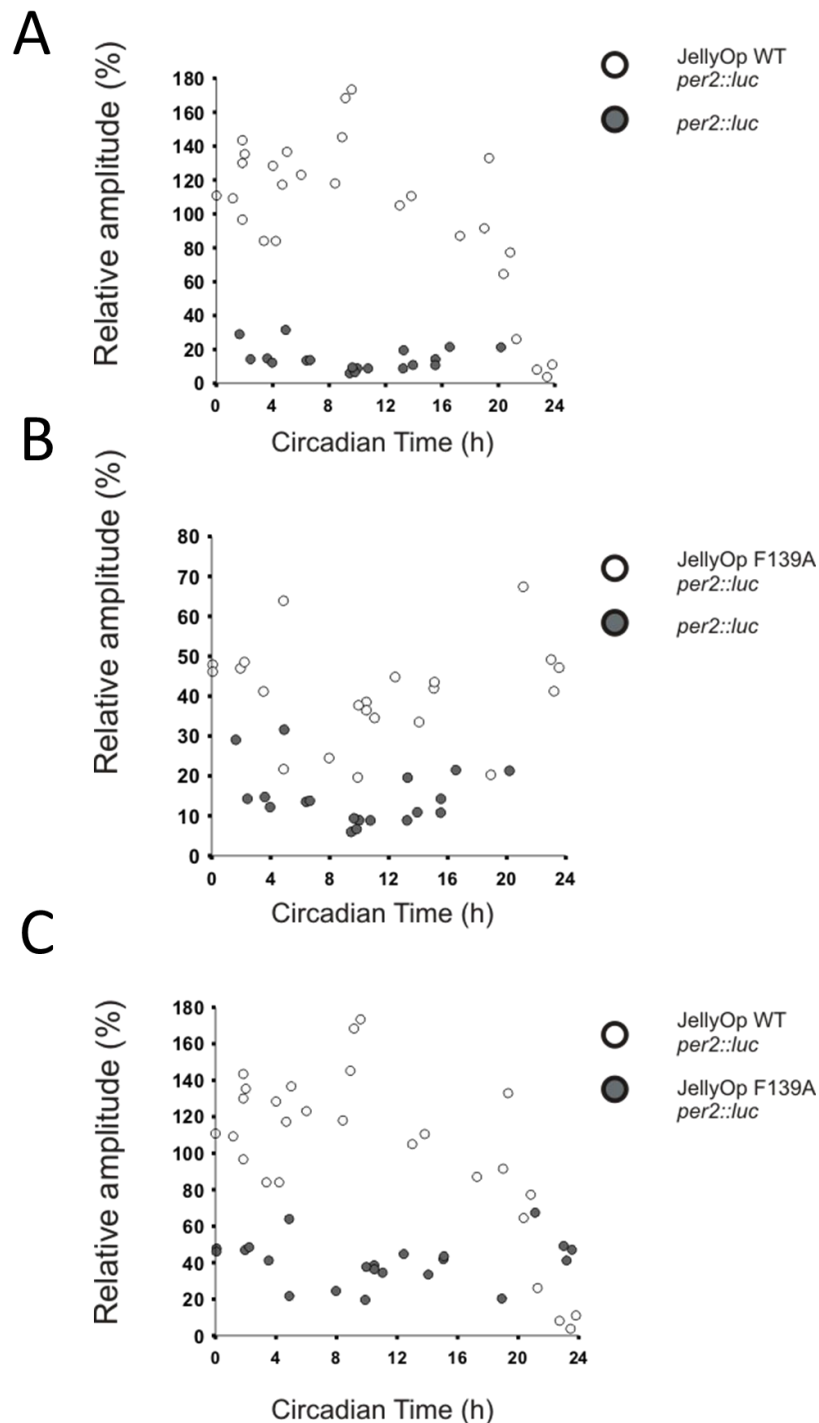 A
Relative amplitude (%)
180
160
140
120
100
80
60
40
20
0
0 4 8 12 16 20 24
Circadian Time (h)
JellyOp WT
per2::luc
per2::luc
B
Relative amplitude (%)
80
70
60
50
40
30
20
10
0
0 4 8 12 16 20 24
Circadian Time (h)
JellyOp F139A
per2::luc
per2::luc
C
Relative amplitude (%)
180
160
140
120
100
80
60
40
20
0
0 4 8 12 16 20 24
Circadian Time (h)
JellyOp WT
per2::luc
JellyOp F139A
per2::luc